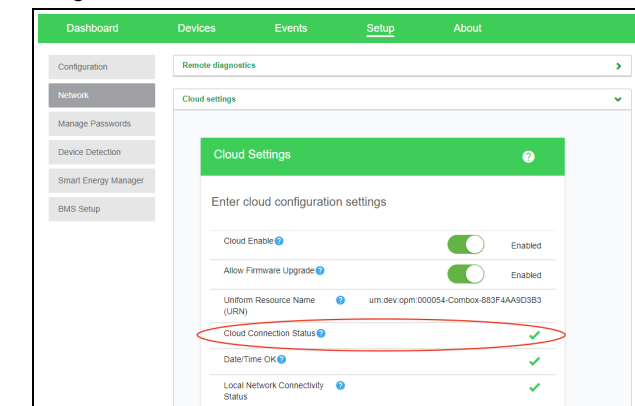 Dashboard Devices Events Setup About
Configuration
Network
Manage Passwords
Device Detection
Smart Energy Manager
BMS Setup
Remote diagnostics
Cloud settings
Cloud Settings ?
Enter cloud configuration settings
Cloud Enable ? Enabled
Allow Firmware Upgrade ? Enabled
Uniform Resource Name ? urn:dev:opm:000054-Combox-883F4AA9D3B3
(URN)
Cloud Connection Status ?
Date/Time OK ?
Local Network Connectivity ?
Status